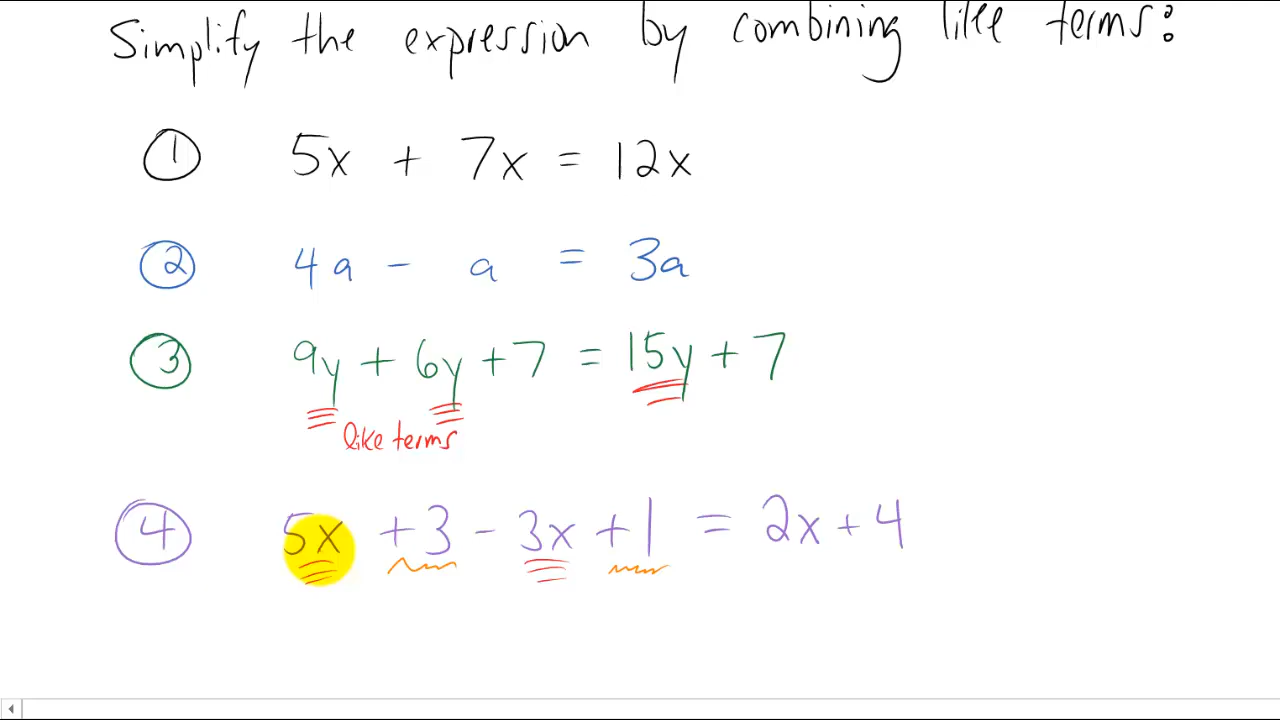 Simplify the expression by combining like terms:
1 5x + 7x = 12x
2 4a - a = 3a
3 9y + 6y + 7 = 15y + 7
like terms
4 5x + 3 - 3x + 1 = 2x + 4